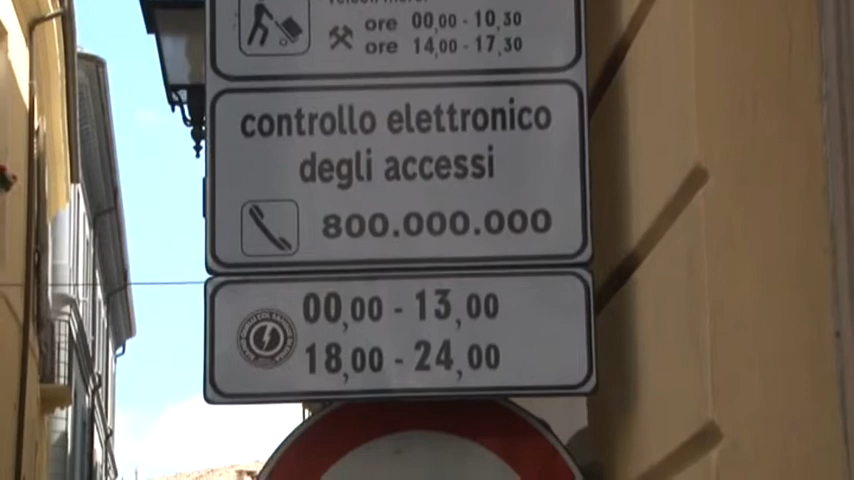 ore 00,00 - 10,30
ore 14,00 - 17,30
controllo elettronico
degli accessi
800.000.000
00,00 - 13,00
18,00 - 24,00